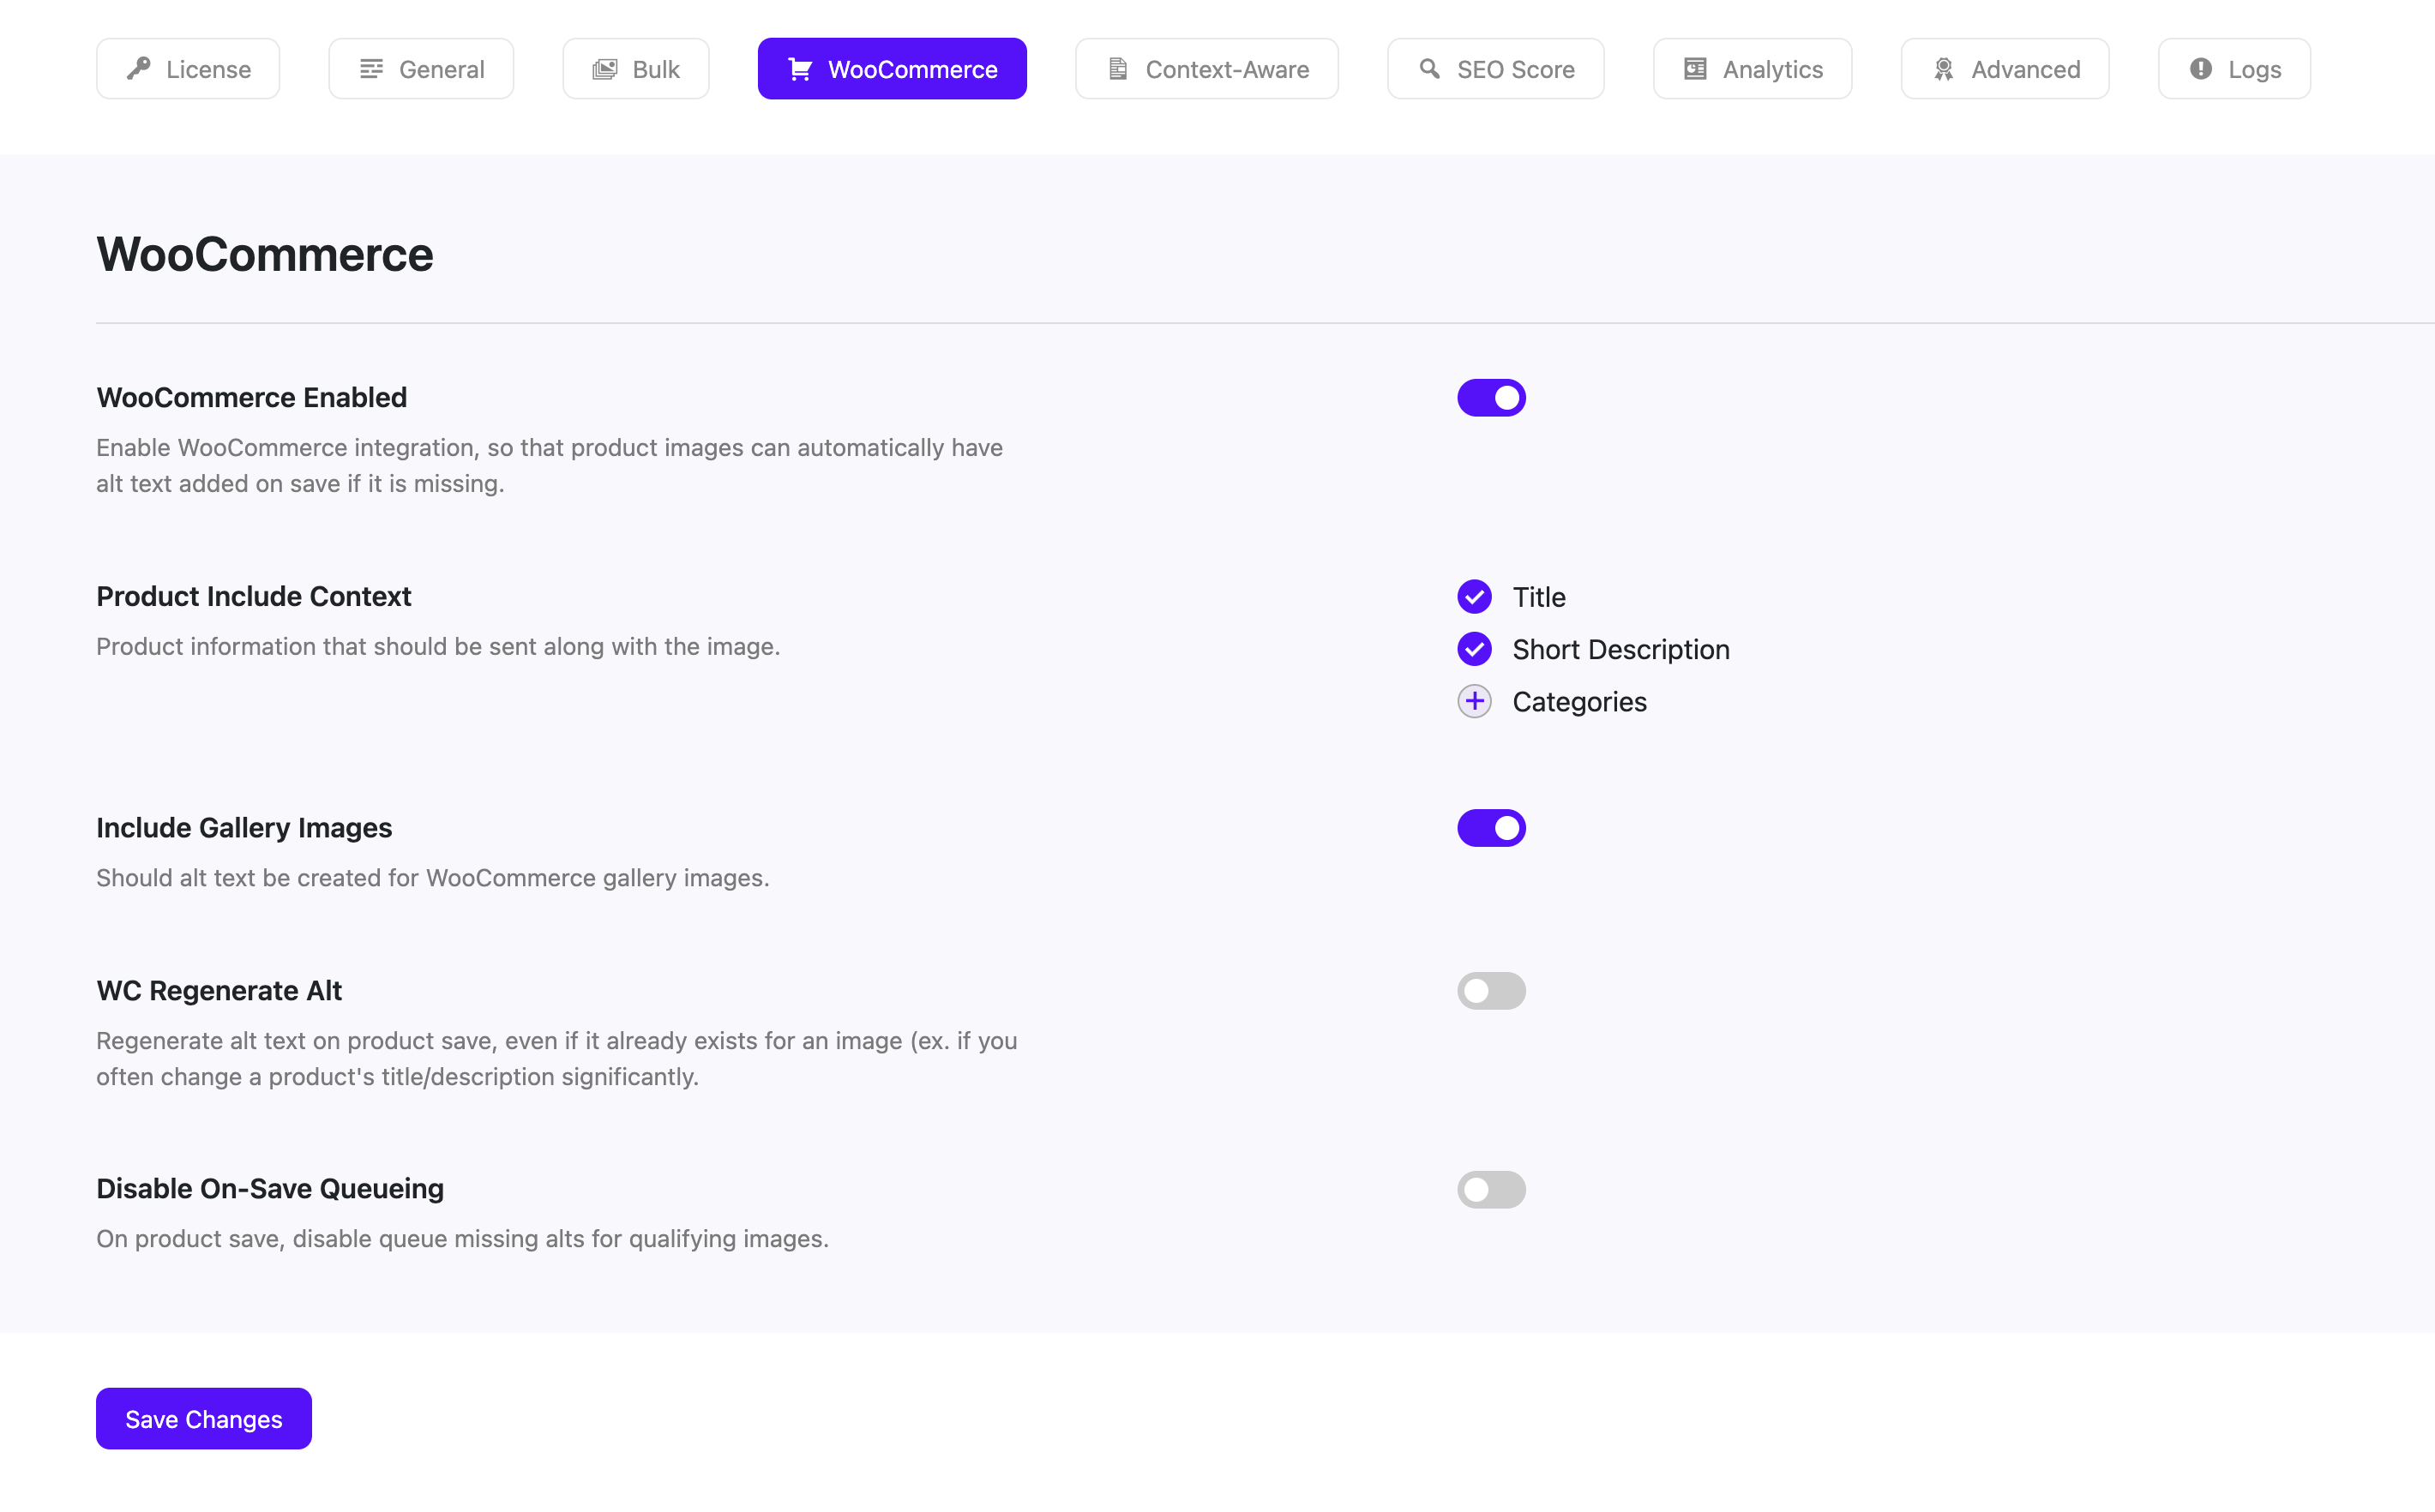 License
General
Bulk
WooCommerce
Context-Aware
SEO Score
Analytics
Advanced
Logs
WooCommerce
WooCommerce Enabled
Enable WooCommerce integration, so that product images can automatically have
alt text added on save if it is missing.
Product Include Context
Product information that should be sent along with the image.
Title
Short Description
Categories
Include Gallery Images
Should alt text be created for WooCommerce gallery images.
WC Regenerate Alt
Regenerate alt text on product save, even if it already exists for an image (ex. if you
often change a product's title/description significantly.
Disable On-Save Queueing
On product save, disable queue missing alts for qualifying images.
Save Changes